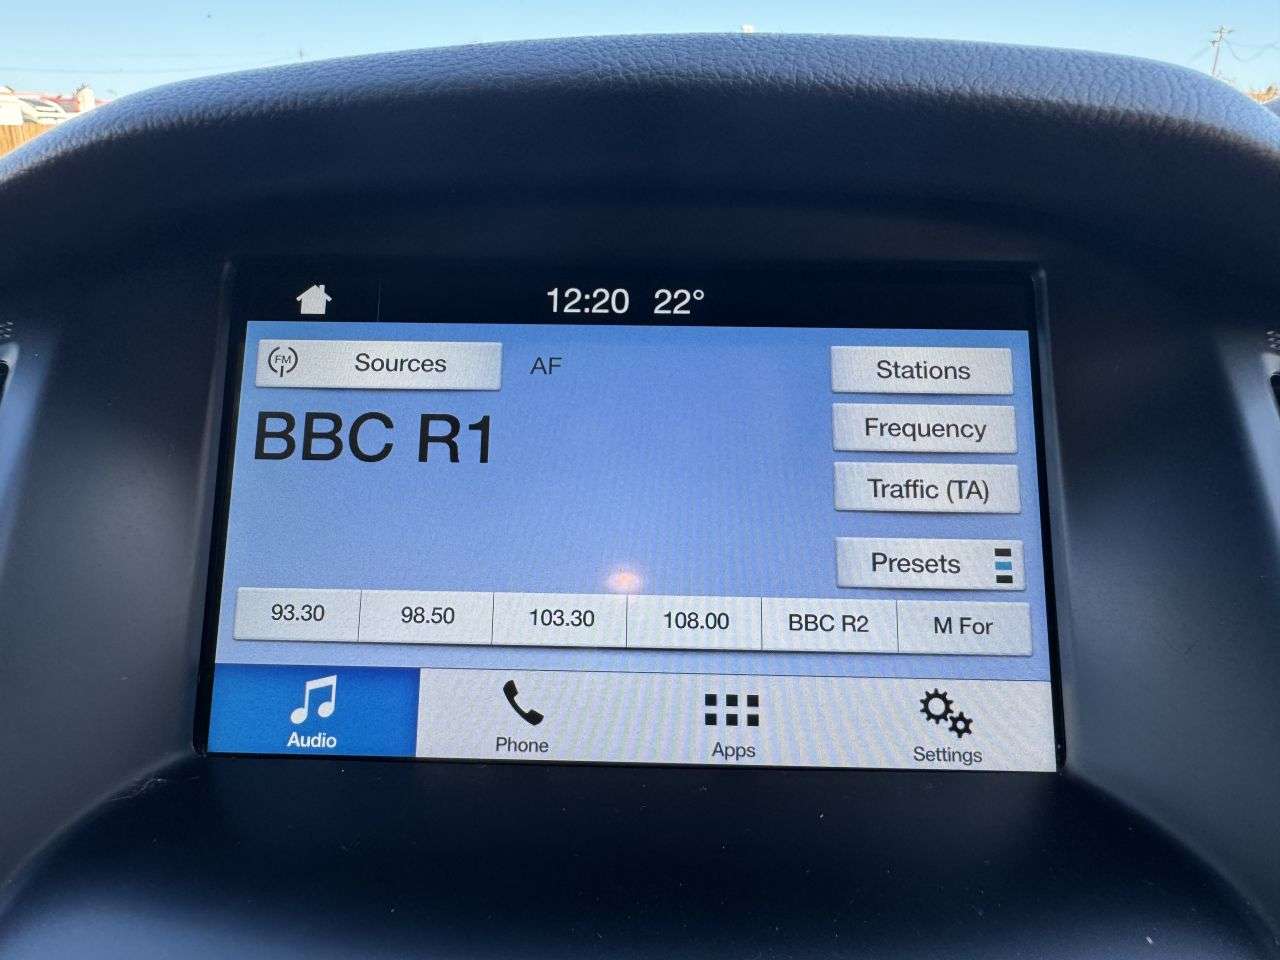 12:20 22°
FM Sources AF
Stations
BBC R1
Frequency
Traffic (TA)
Presets
93.30 98.50 103.30 108.00 BBC R2 M For
Audio Phone Apps Settings